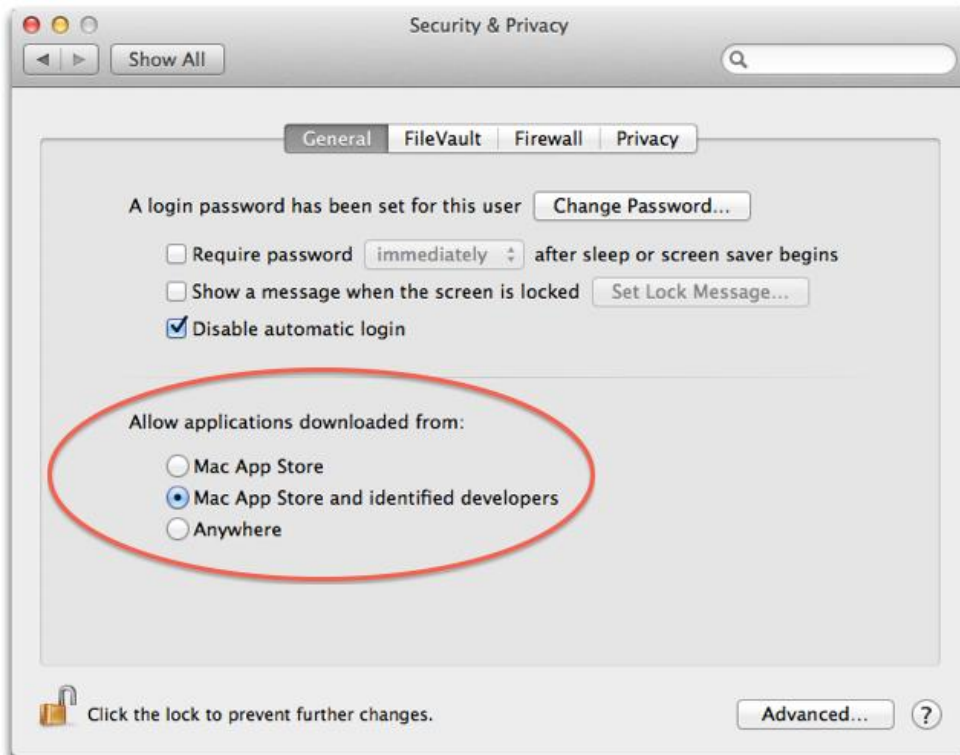 Security & Privacy
Show All
General FileVault Firewall Privacy
A login password has been set for this user Change Password...
Require password immediately after sleep or screen saver begins
Show a message when the screen is locked Set Lock Message...
Disable automatic login
Allow applications downloaded from:
Mac App Store
Mac App Store and identified developers
Anywhere
Click the lock to prevent further changes. Advanced... ?